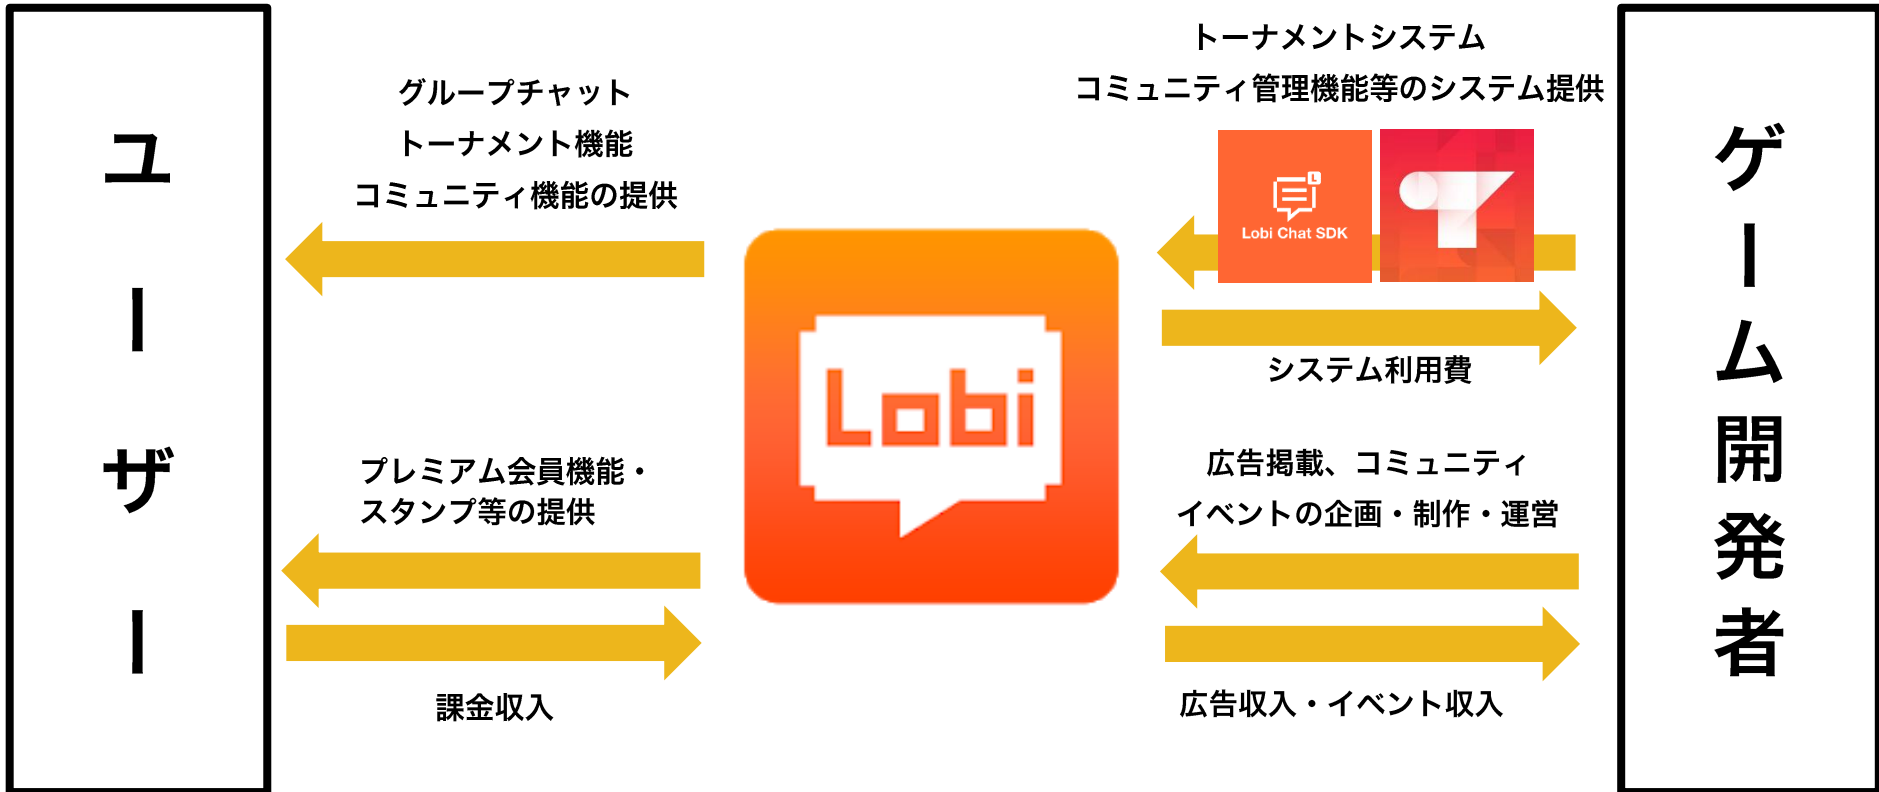 ユーザー
グループチャット
トーナメント機能
コミュニティ機能の提供
プレミアム会員機能・
スタンプ等の提供
課金収入
Lobi
トーナメントシステム
コミュニティ管理機能等のシステム提供
L
Lobi Chat SDK
システム利用費
広告掲載、コミュニティ
イベントの企画・制作・運営
広告収入・イベント収入
ゲーム開発者